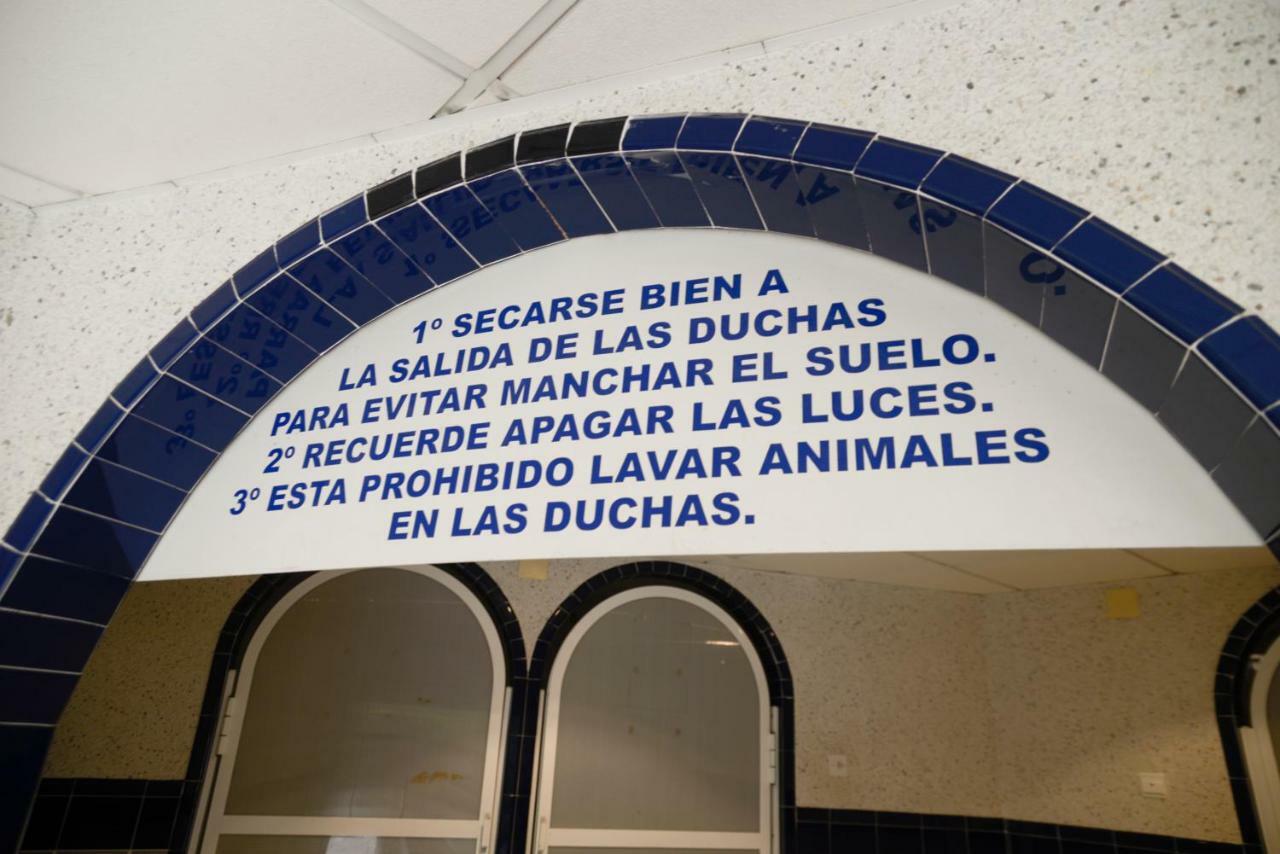 1º SECARSE BIEN A
LA SALIDA DE LAS DUCHAS
PARA EVITAR MANCHAR EL SUELO.
2º RECUERDE APAGAR LAS LUCES.
3º ESTA PROHIBIDO LAVAR ANIMALES
EN LAS DUCHAS.